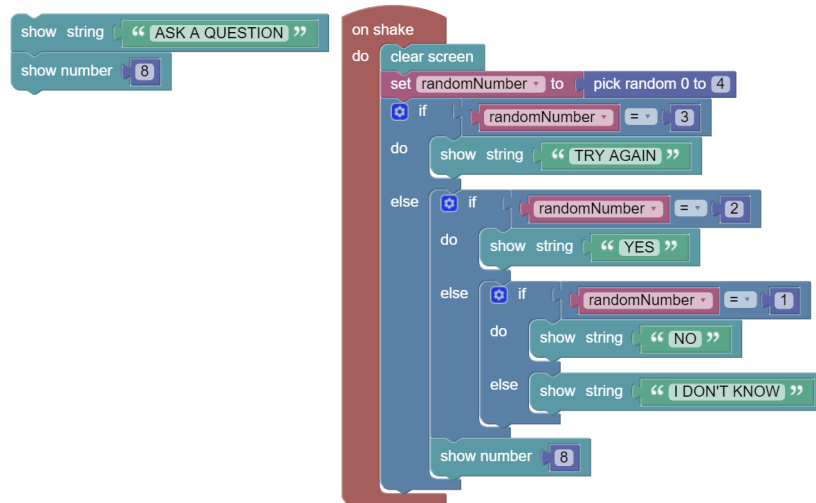 show string “ ASK A QUESTION ”
show number 8
on shake
do clear screen
set randomNumber to pick random 0 to 4
if randomNumber = 3
do show string “ TRY AGAIN ”
else if randomNumber = 2
do show string “ YES ”
else if randomNumber = 1
do show string “ NO ”
else show string “ I DON'T KNOW ”
show number 8